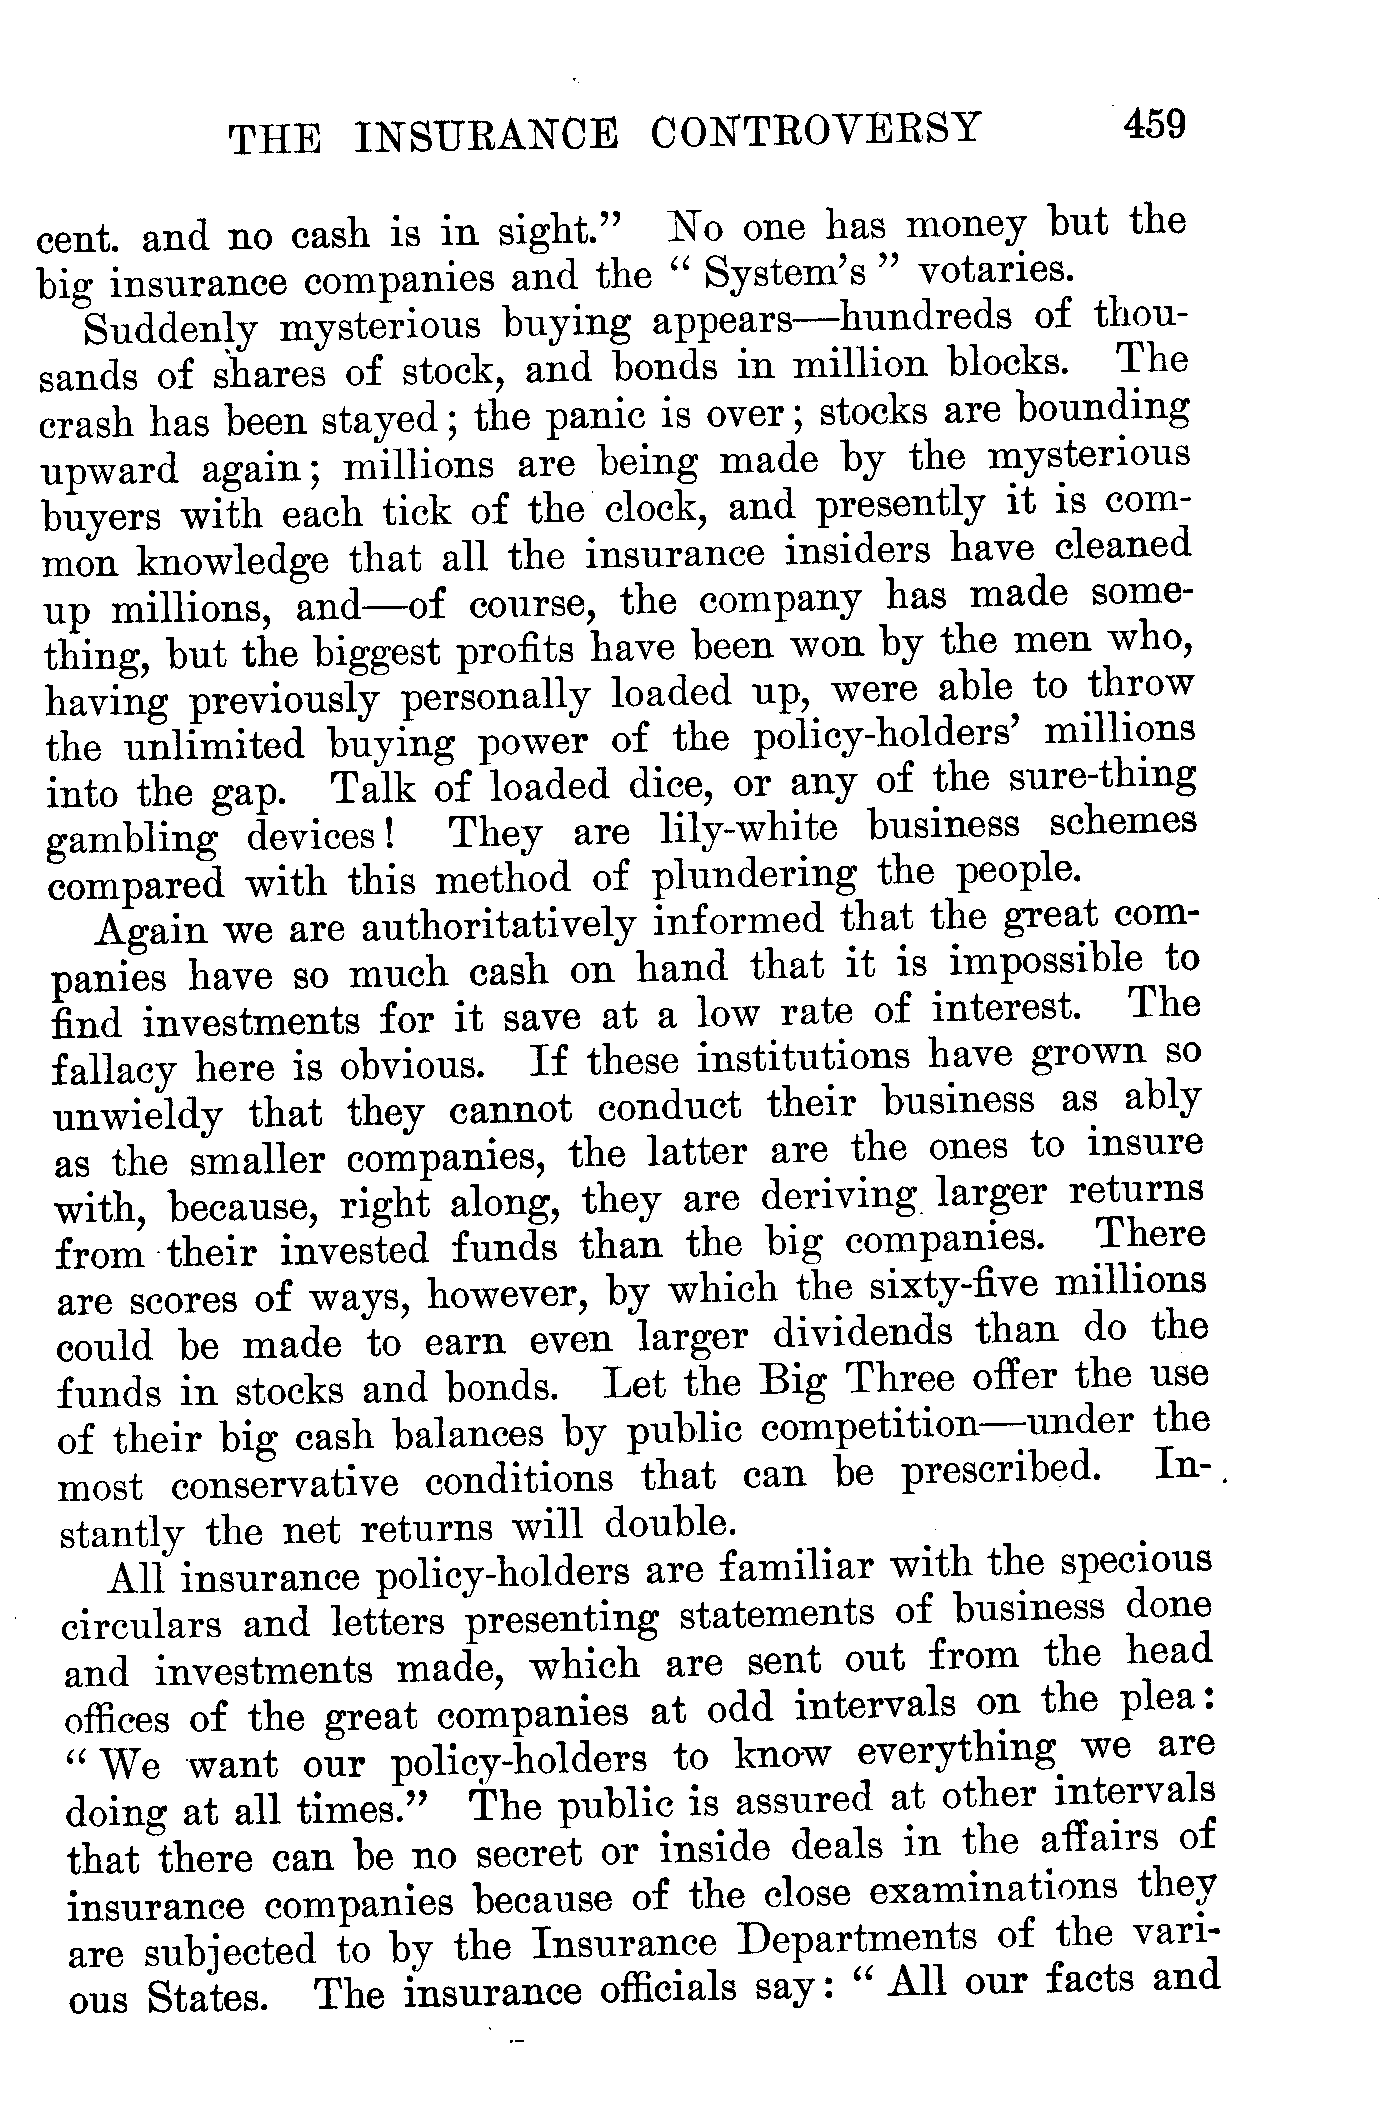 THE INSURANCE CONTROVERSY 459
cent. and no cash is in sight.” No one has money but the
big insurance companies and the “ System’s ” votaries.
Suddenly mysterious buying appears—hundreds of thou-
sands of shares of stock, and bonds in million blocks. The
crash has been stayed; the panic is over; stocks are bounding
upward again; millions are being made by the mysterious
buyers with each tick of the clock, and presently it is com-
mon knowledge that all the insurance insiders have cleaned
up millions, and—of course, the company has made some-
thing, but the biggest profits have been won by the men who,
having previously personally loaded up, were able to throw
the unlimited buying power of the policy-holders’ millions
into the gap. Talk of loaded dice, or any of the sure-thing
gambling devices! They are lily-white business schemes
compared with this method of plundering the people.
Again we are authoritatively informed that the great com-
panies have so much cash on hand that it is impossible to
find investments for it save at a low rate of interest. The
fallacy here is obvious. If these institutions have grown so
unwieldy that they cannot conduct their business as ably
as the smaller companies, the latter are the ones to insure
with, because, right along, they are deriving larger returns
from their invested funds than the big companies. There
are scores of ways, however, by which the sixty-five millions
could be made to earn even larger dividends than do the
funds in stocks and bonds. Let the Big Three offer the use
of their big cash balances by public competition—under the
most conservative conditions that can be prescribed. In-
stantly the net returns will double.
All insurance policy-holders are familiar with the specious
circulars and letters presenting statements of business done
and investments made, which are sent out from the head
offices of the great companies at odd intervals on the plea:
“ We want our policy-holders to know everything we are
doing at all times.” The public is assured at other intervals
that there can be no secret or inside deals in the affairs of
insurance companies because of the close examinations they
are subjected to by the Insurance Departments of the vari-
ous States. The insurance officials say: “ All our facts and